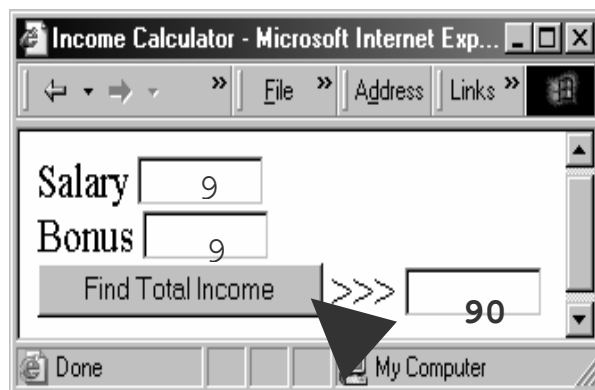 Income Calculator - Microsoft Internet Exp...
» File » Address Links »
Salary 9
Bonus 9
Find Total Income >>> 90
Done My Computer